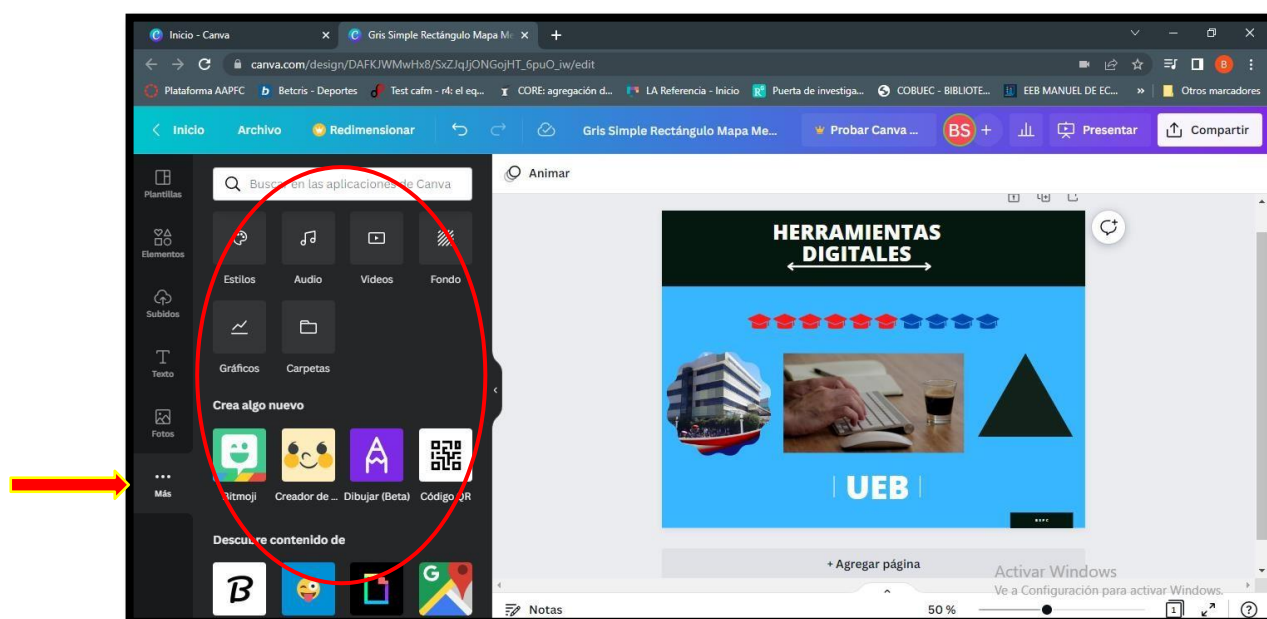 Inicio - Canva
Gris Simple Rectángulo Mapa Me
canva.com/design/DAFKJWMwHx8/SxZJqJjONGojHT_6puO_iw/edit
Plataforma AAPFC
Betcris - Deportes
Test cafm - r4: el eq...
CORE: agregación d...
LA Referencia - Inicio
Puerta de investiga...
COBUEC - BIBLIOTE...
EEB MANUEL DE EC...
»
Otros marcadores
Inicio
Archivo
Redimensionar
Gris Simple Rectángulo Mapa Me...
Probar Canva ...
BS
+
Presentar
Compartir
Plantillas
Elementos
Subidos
Texto
Fotos
Más
Buscar en las aplicaciones de Canva
Estilos
Audio
Videos
Fondo
Gráficos
Carpetas
Crea algo nuevo
Bitmoji
Creador de ...
Dibujar (Beta)
Código QR
Descubre contenido de
B
G
Animar
HERRAMIENTAS
DIGITALES
UEB
+ Agregar página
Activar Windows
Ve a Configuración para activar Windows.
Notas
50 %
1